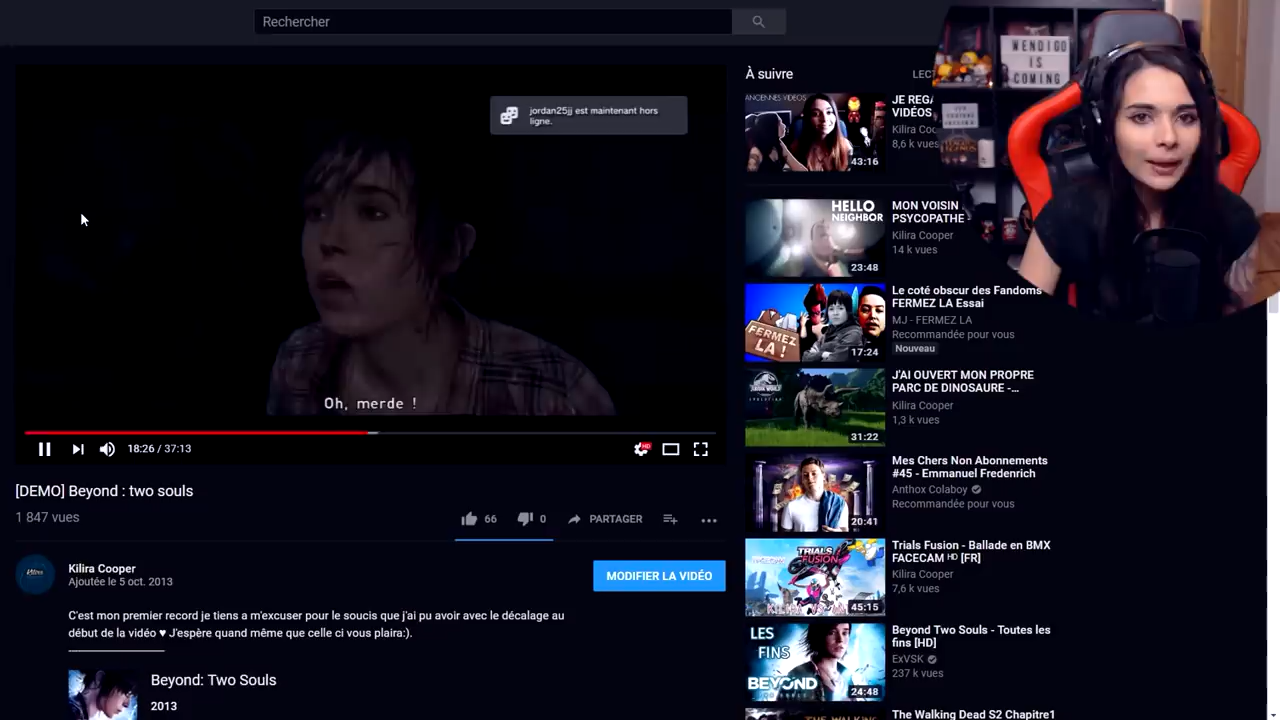 Rechercher
WENDIGO
IS
COMING
À suivre
jordan25jj est maintenant hors
ligne.
ANCIENNES VIDEOS
43:16
VIDÉOS
8,6 k vues
HELLO
NEIGHBOR
23:48
MON VOISIN
PSYCOPATHE -
Kilira Cooper
14 k vues
FERMEZ
LA !
17:24
Le coté obscur des Fandoms
FERMEZ LA Essai
MJ - FERMEZ LA
Recommandée pour vous
Nouveau
31:22
J'AI OUVERT MON PROPRE
PARC DE DINOSAURE -...
Kilira Cooper
1,3 k vues
Oh, merde !
18:26 / 37:13
HD
20:41
Mes Chers Non Abonnements
#45 - Emmanuel Fredenrich
Anthox Colaboy
Recommandée pour vous
[DEMO] Beyond : two souls
1 847 vues
66
0
PARTAGER
TRIALS
FUSION
45:15
Trials Fusion - Ballade en BMX
FACECAM HD [FR]
Kilira Cooper
7,6 k vues
Kilira Cooper
Ajoutée le 5 oct. 2013
MODIFIER LA VIDÉO
C'est mon premier record je tiens a m'excuser pour le soucis que j'ai pu avoir avec le décalage au
début de la vidéo ♥ J'espère quand même que celle ci vous plaira:).
LES
FINS
BEYOND
24:48
Beyond Two Souls - Toutes les
fins [HD]
ExVSK
237 k vues
Beyond: Two Souls
2013
The Walking Dead S2 Chapitre1